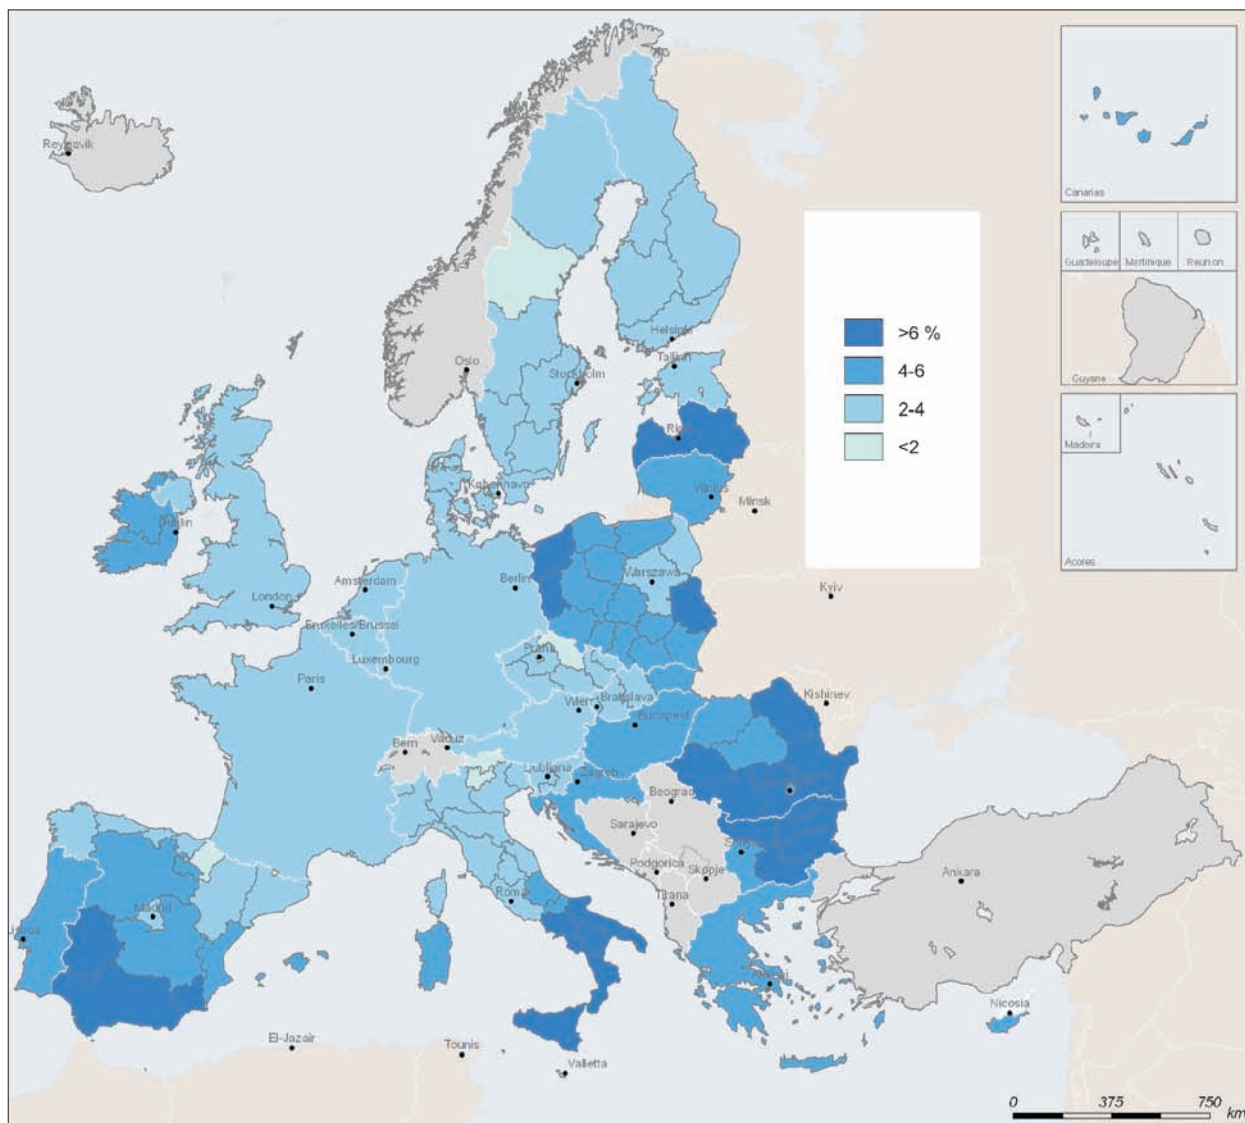 Reykjavik
Canarias
Guadeloupe
Martinique
Reunion
Guyane
Madeira
Acores
>6 %
4-6
2-4
<2
Helsinki
Tallinn
Oslo
Stockholm
Riga
København
Vilnius
Minsk
Dublin
Amsterdam
Berlin
Warszawa
London
Kyiv
Bruxelles/Brussel
Praha
Luxembourg
Paris
Kishinev
Wien
Bratislava
Budapest
Bern
Vaduz
Ljubljana
Zagreb
Beograd
Sarajevo
Podgorica
Skopje
Ankara
Tirana
Roma
Madrid
Lisboa
Nicosia
El-Jazair
Tounis
Valletta
0 375 750
km